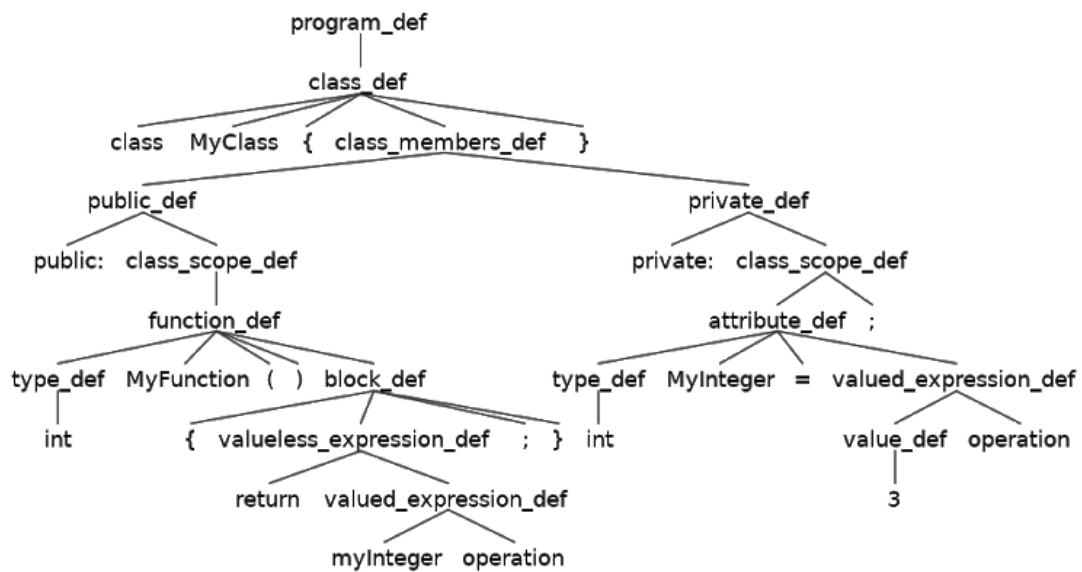 program_def
class_def
class MyClass { class_members_def }
public_def private_def
public: class_scope_def private: class_scope_def
function_def attribute_def ;
type_def MyFunction ( ) block_def type_def MyInteger = valued_expression_def
int { valueless_expression_def ; } int value_def operation
return valued_expression_def 3
myInteger operation